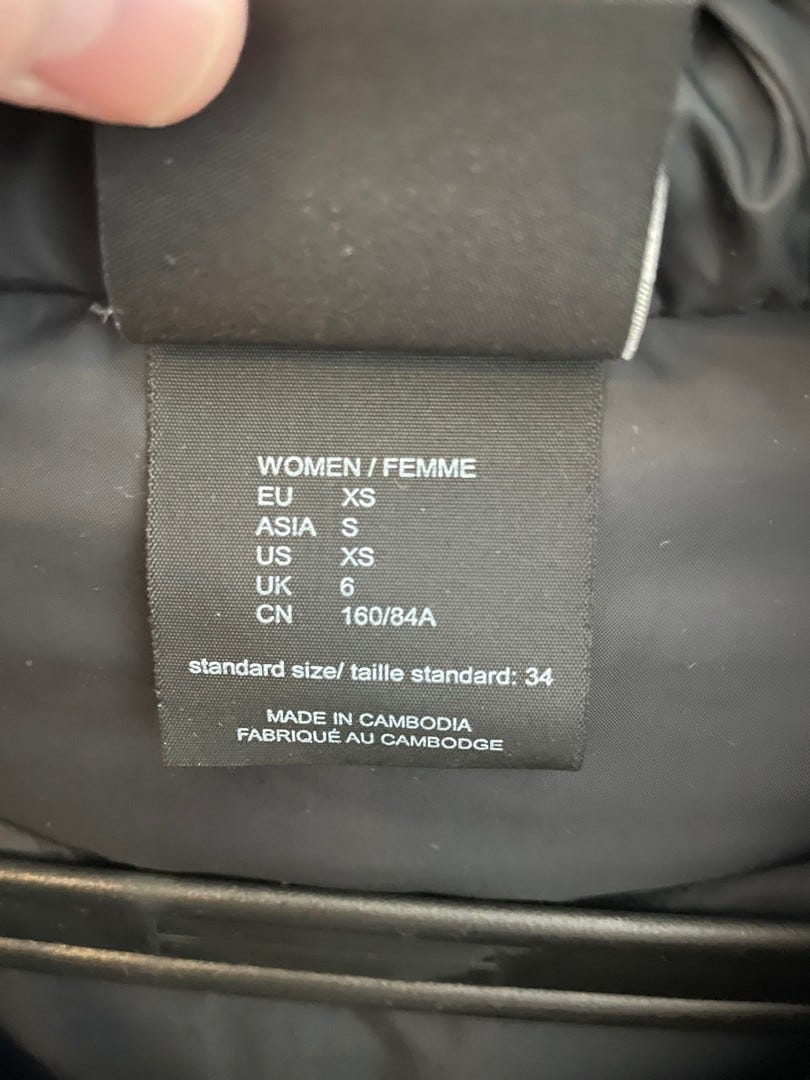 WOMEN / FEMME
EU XS
ASIA S
US XS
UK 6
CN 160/84A
standard size/ taille standard: 34
MADE IN CAMBODIA
FABRIQUÉ AU CAMBODGE